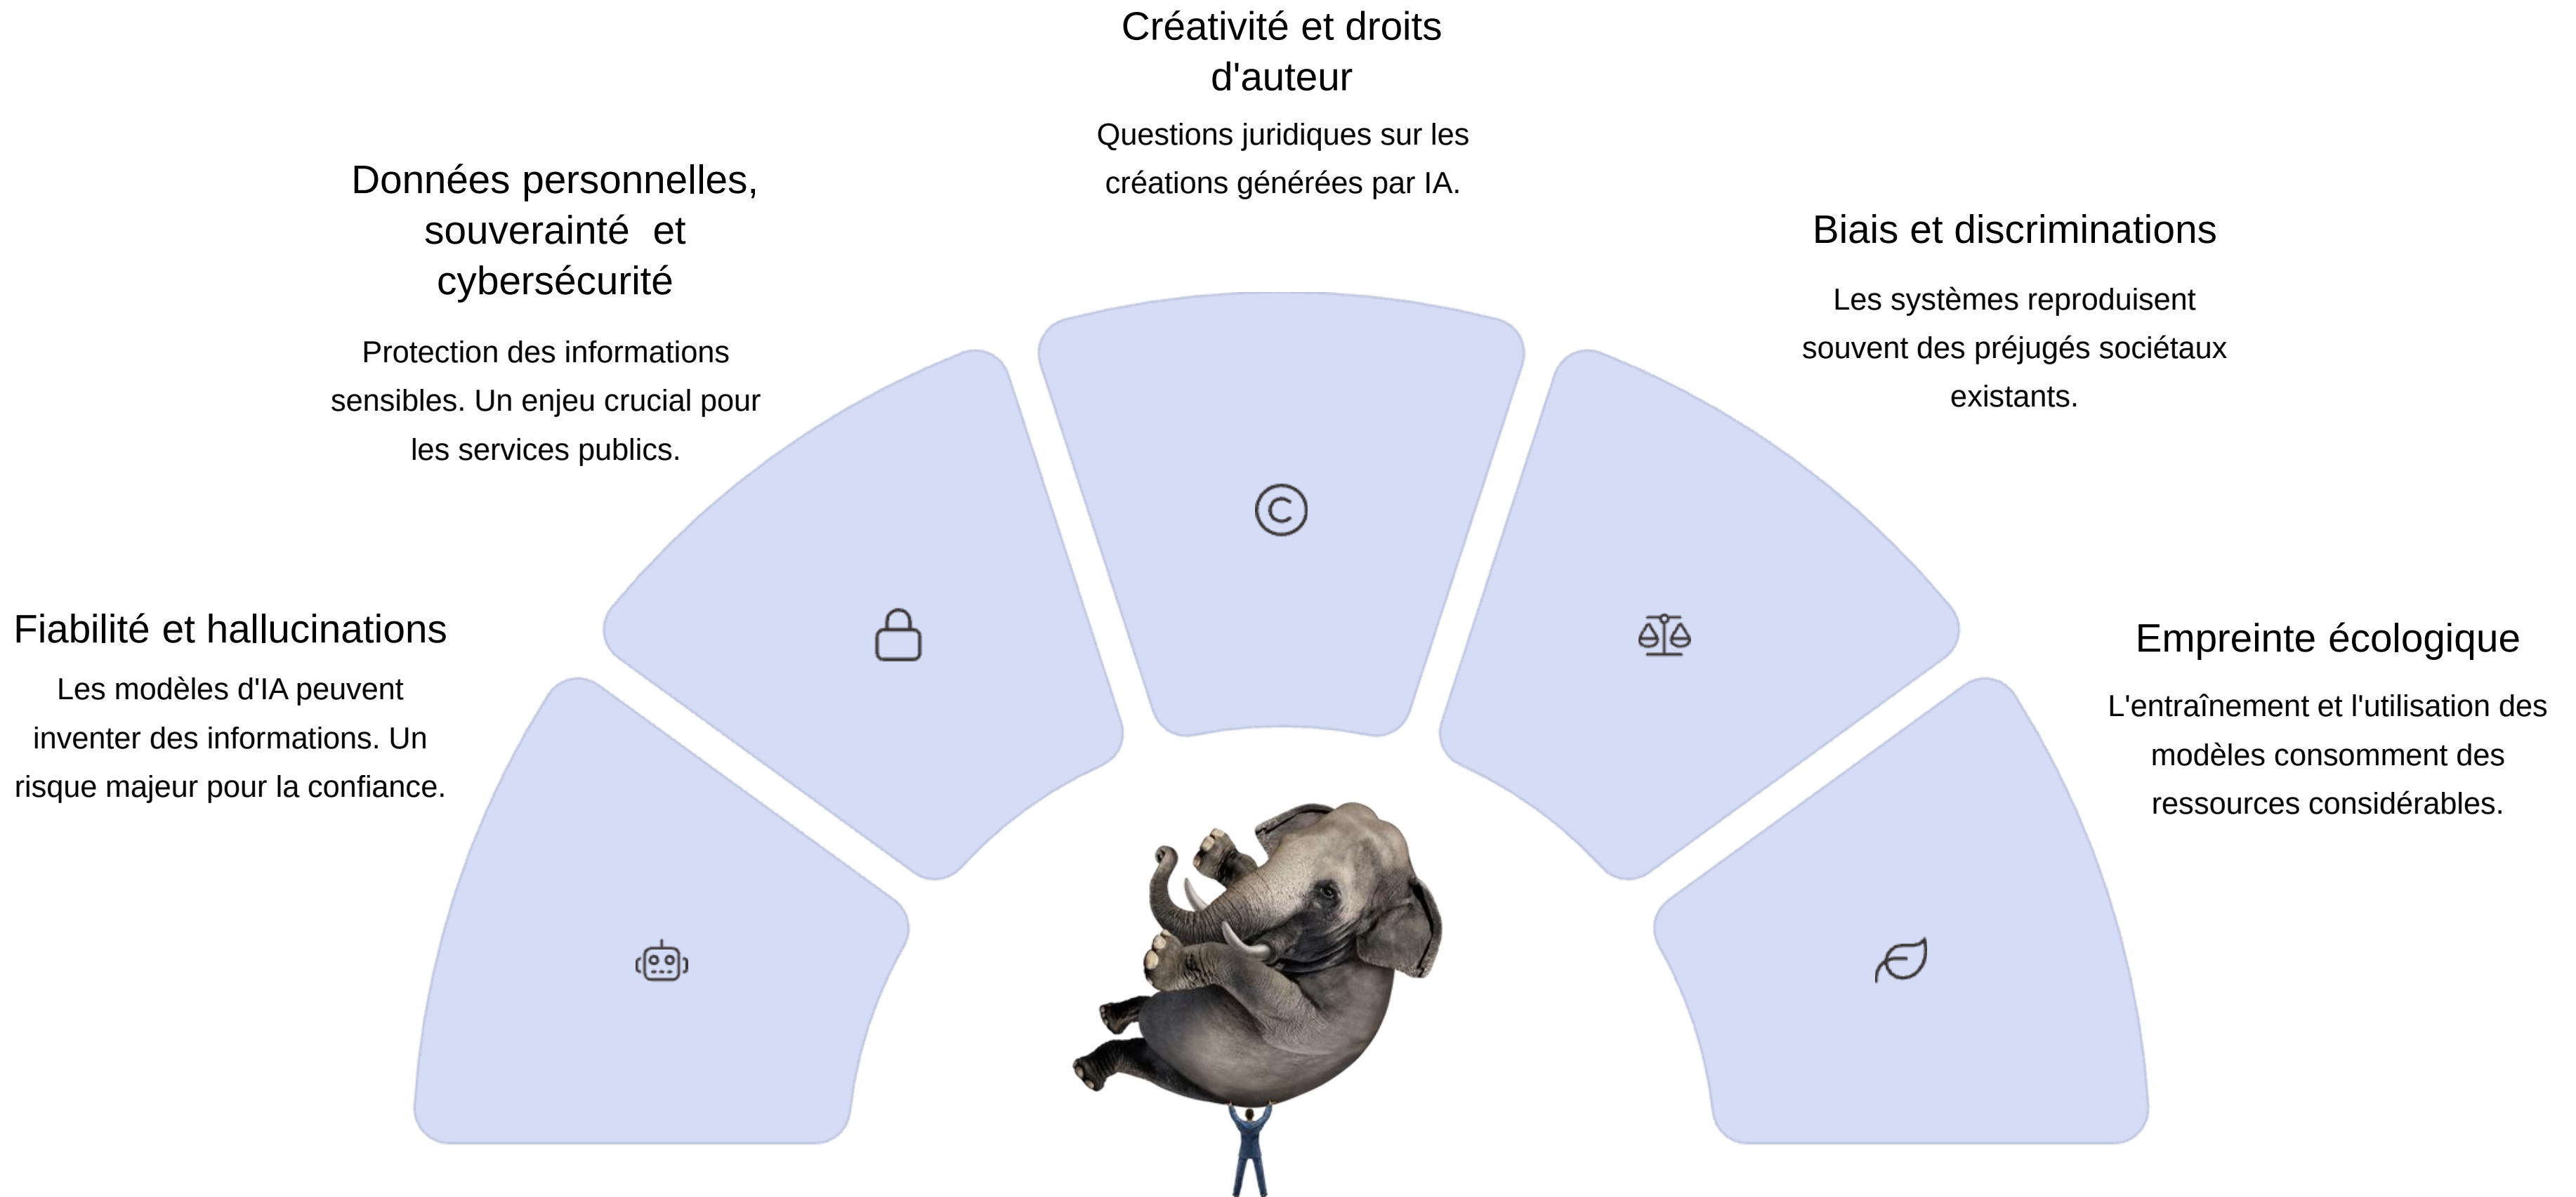 Créativité et droits
d'auteur
Questions juridiques sur les
créations générées par IA.
Données personnelles,
souverainté  et
cybersécurité
Protection des informations
sensibles. Un enjeu crucial pour
les services publics.
Biais et discriminations
Les systèmes reproduisent
souvent des préjugés sociétaux
existants.
Fiabilité et hallucinations
Les modèles d'IA peuvent
inventer des informations. Un
risque majeur pour la confiance.
Empreinte écologique
L'entraînement et l'utilisation des
modèles consomment des
ressources considérables.